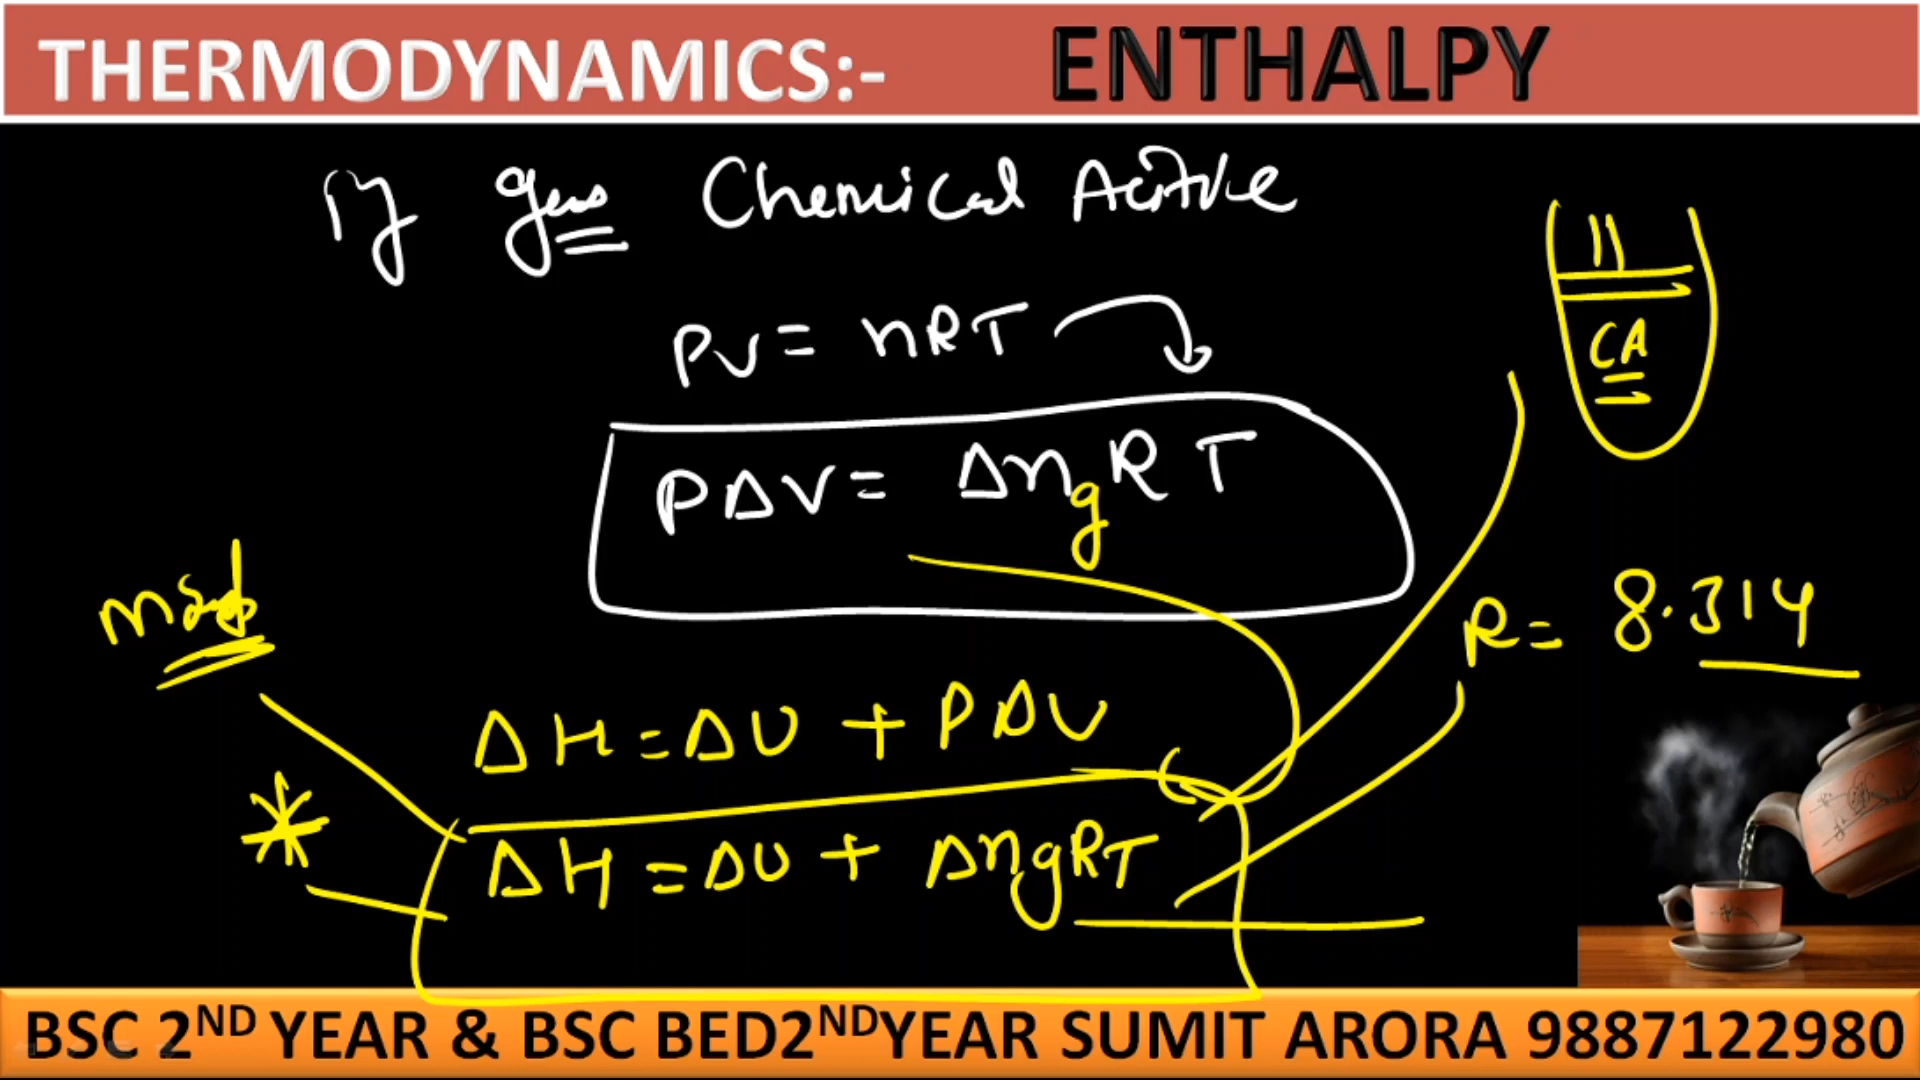 THERMODYNAMICS:- ENTHALPY
If gas Chemical Active
PV = nRT
PΔV = ΔngRT
CA
R = 8.314
ΔH = ΔU + PΔV
ΔH = ΔU + ΔngRT
BSC 2ND YEAR & BSC BED2NDYEAR SUMIT ARORA 9887122980